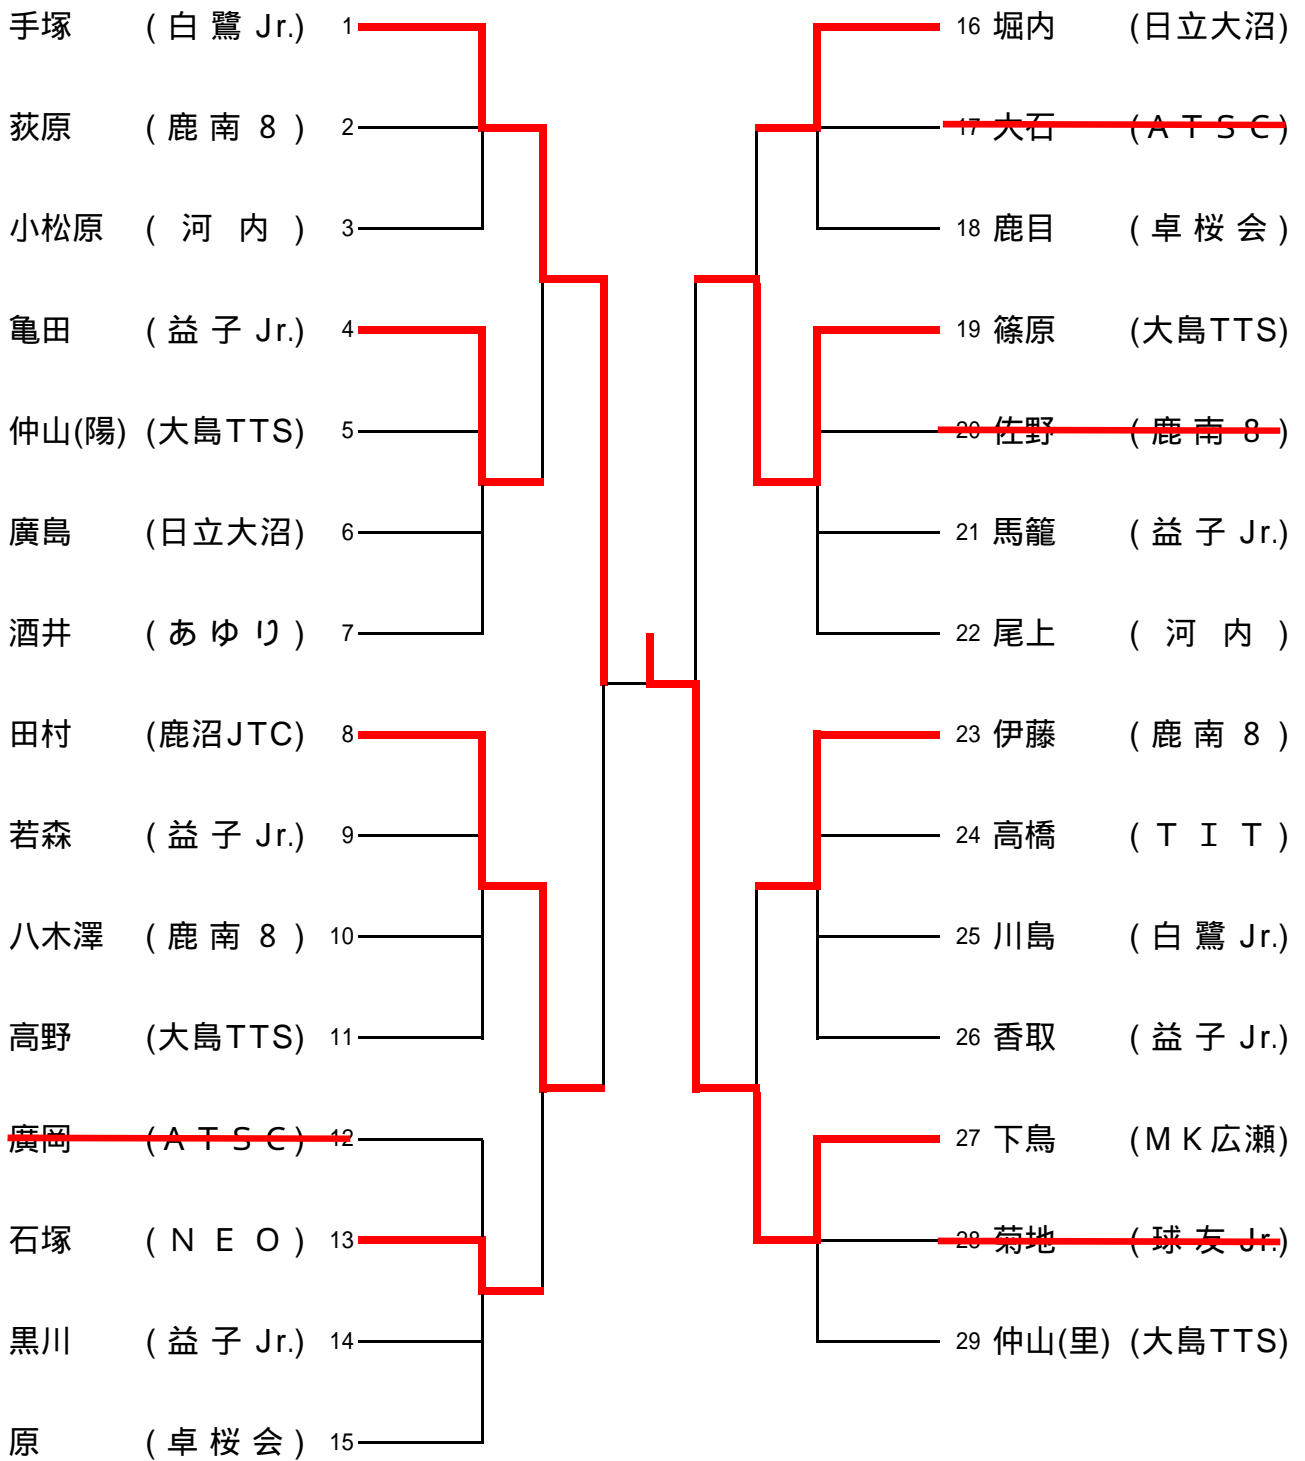 手塚 (白鷺Jr.) 1
荻原 (鹿南8) 2
小松原 (河内) 3
亀田 (益子Jr.) 4
仲山(陽) (大島TTS) 5
廣島 (日立大沼) 6
酒井 (あゆり) 7
田村 (鹿沼JTC) 8
若森 (益子Jr.) 9
八木澤 (鹿南8) 10
高野 (大島TTS) 11
廣岡 (ATSC) 12
石塚 (NEO) 13
黒川 (益子Jr.) 14
原 (卓桜会) 15
16 堀内 (日立大沼)
17 大石 (ATSC)
18 鹿目 (卓桜会)
19 篠原 (大島TTS)
20 佐野 (鹿南8)
21 馬籠 (益子Jr.)
22 尾上 (河内)
23 伊藤 (鹿南8)
24 高橋 (TIT)
25 川島 (白鷺Jr.)
26 香取 (益子Jr.)
27 下鳥 (MK広瀬)
28 菊地 (球友Jr.)
29 仲山(里) (大島TTS)